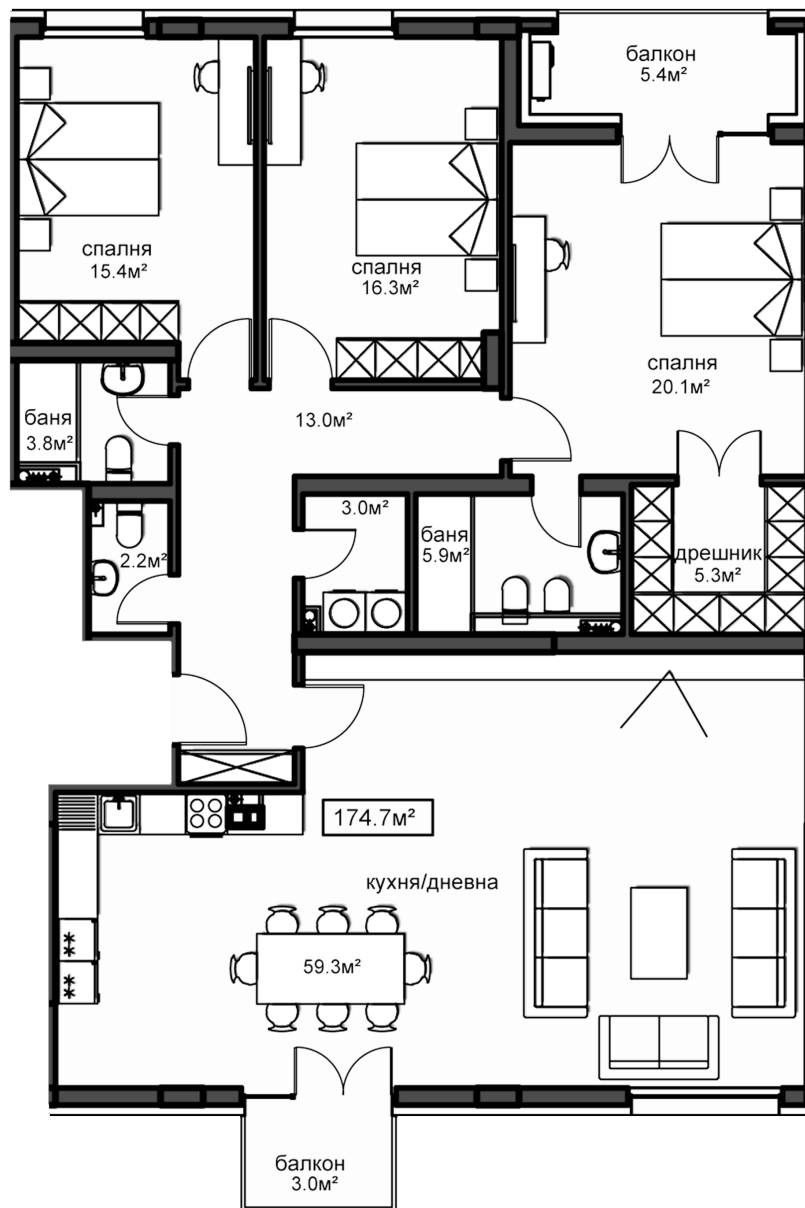 балкон
5.4м²
спалня
15.4м²
спалня
16.3м²
спалня
20.1м²
баня
3.8м²
13.0м²
3.0м²
баня
5.9м²
2.2м²
дрешник
5.3м²
174.7м²
кухня/дневна
59.3м²
балкон
3.0м²